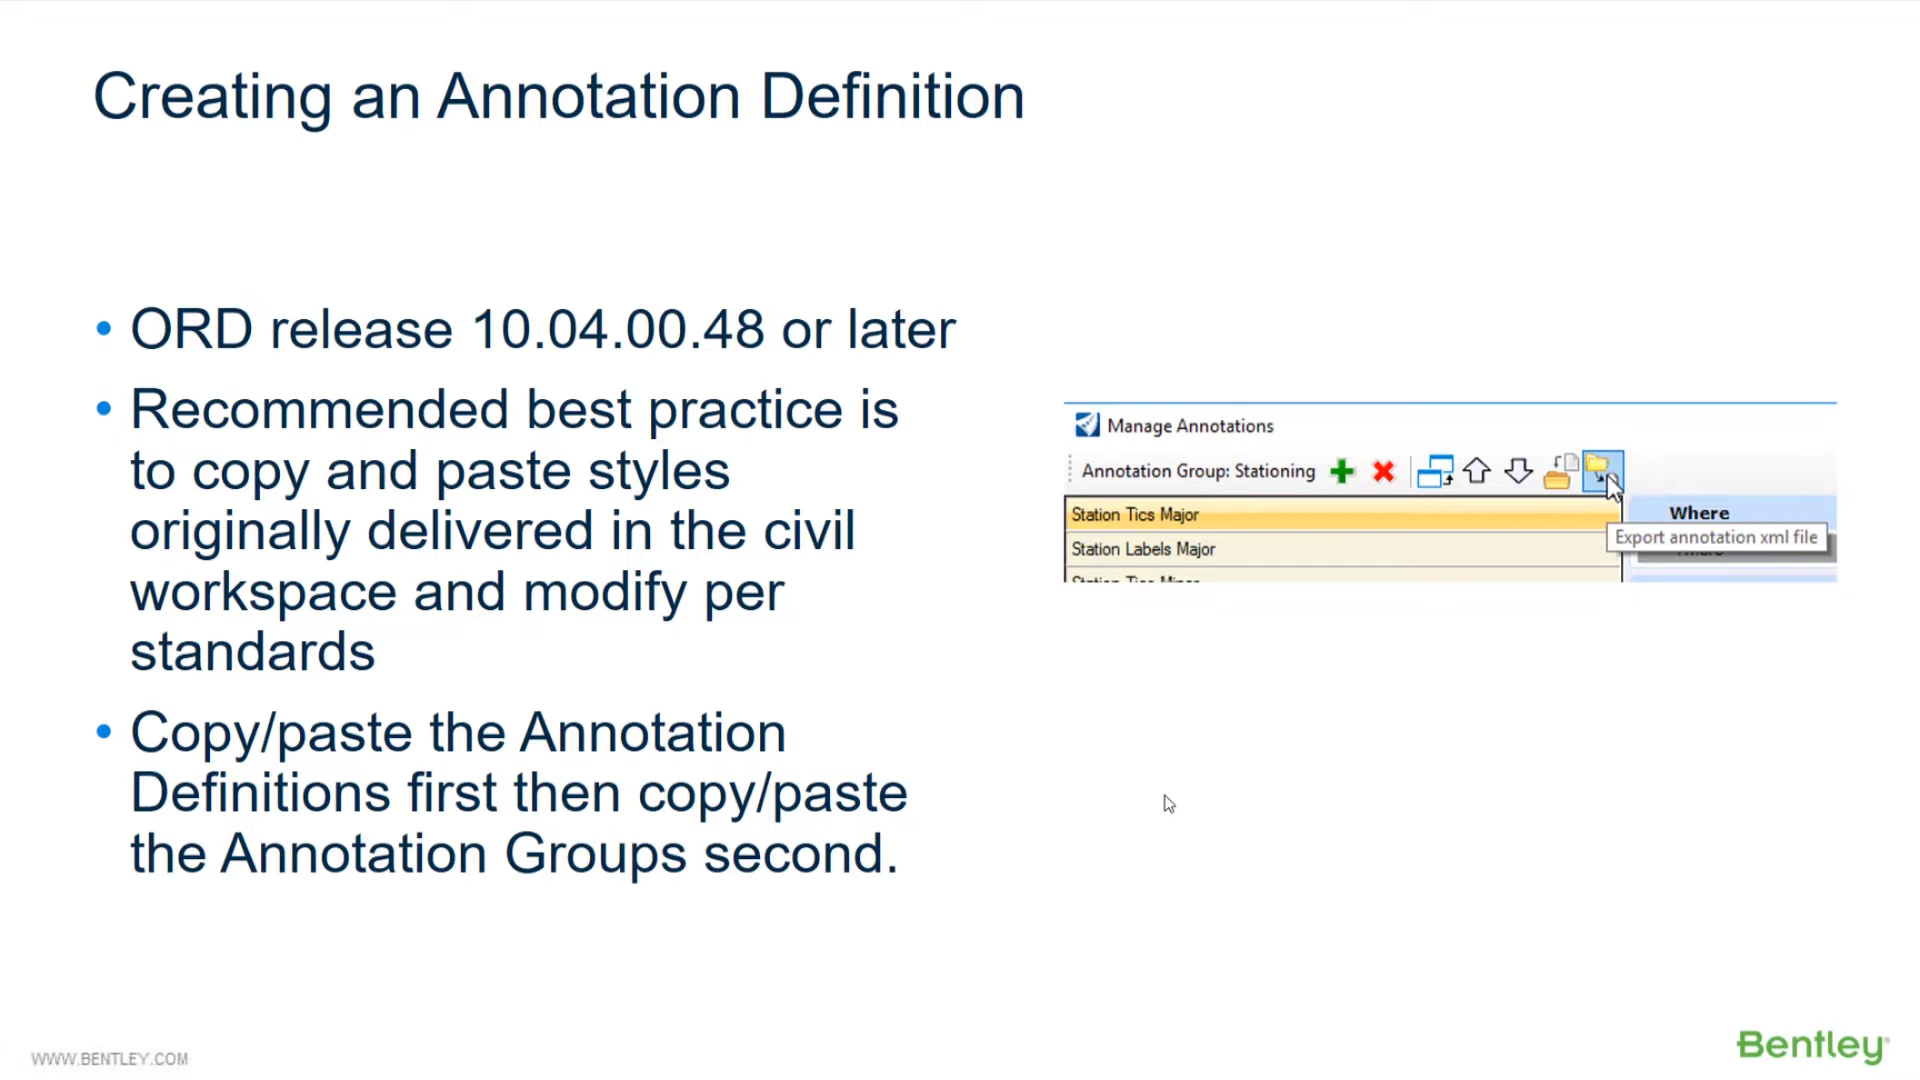 Creating an Annotation Definition
• ORD release 10.04.00.48 or later
• Recommended best practice is
to copy and paste styles
originally delivered in the civil
workspace and modify per
standards
• Copy/paste the Annotation
Definitions first then copy/paste
the Annotation Groups second.
Manage Annotations
Annotation Group: Stationing
Station Tics Major
Where
Export annotation xml file
Station Labels Major
Station Tics Minor
WWW.BENTLEY.COM
Bentley®